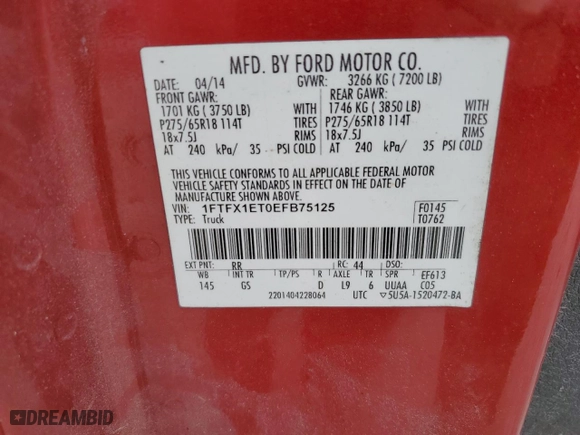 MFD. BY FORD MOTOR CO.
DATE: 04/14 GVWR: 3266 KG ( 7200 LB)
FRONT GAWR: REAR GAWR:
1701 KG ( 3750 LB) WITH 1746 KG ( 3850 LB) WITH
P275/65R18 114T TIRES P275/65R18 114T TIRES
18x7.5J RIMS 18x7.5J RIMS
AT 240 kPa/ 35 PSI COLD AT 240 kPa/ 35 PSI COLD
THIS VEHICLE CONFORMS TO ALL APPLICABLE FEDERAL MOTOR
VEHICLE SAFETY STANDARDS IN EFFECT ON THE DATE OF
MANUFACTURE SHOWN ABOVE.
VIN: 1FTFX1ET0EFB75125 F0145
TYPE: Truck T0762
EXT PNT: RR RC: 44 DSO:
WB INT TR TP/PS R AXLE TR SPR EF613
145 GS D L9 6 UUAA C05
2201404228064 UTC ▽5U5A-1520472-BA
DREAMBID